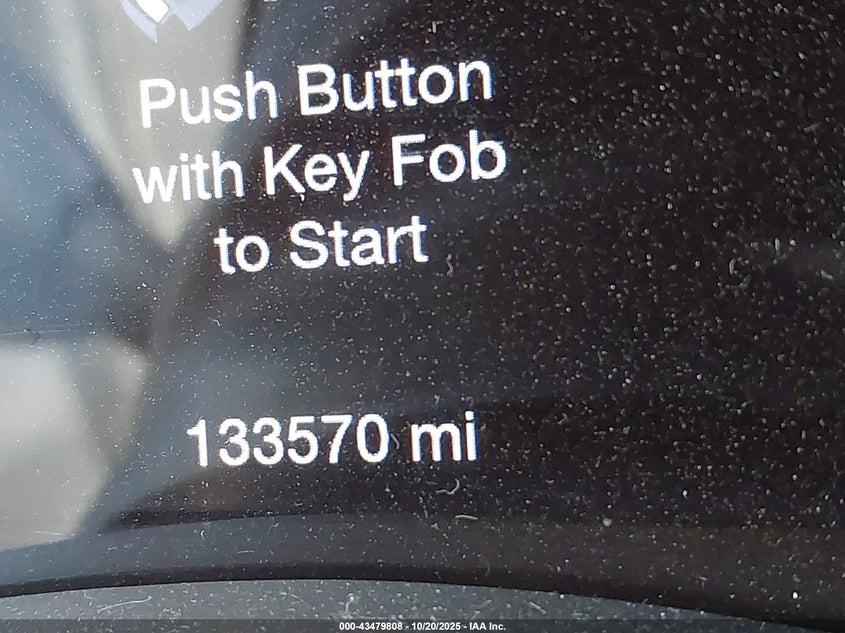 Push Button
with Key Fob
to Start
133570 mi
000-43479808 - 10/20/2025 - IAA Inc.